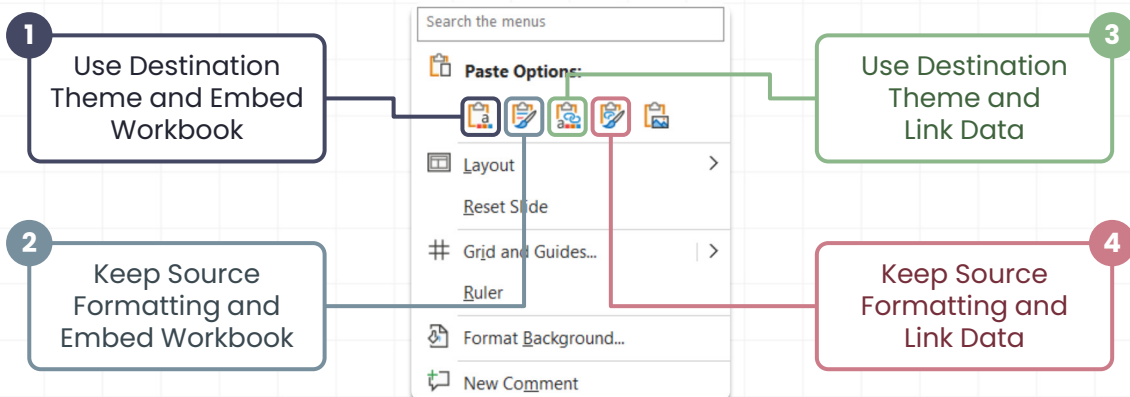 1
Use Destination
Theme and Embed
Workbook
2
Keep Source
Formatting and
Embed Workbook
Search the menus
Paste Options:
a
a
Layout
Reset Slide
Grid and Guides...
Ruler
Format Background...
New Comment
3
Use Destination
Theme and
Link Data
4
Keep Source
Formatting and
Link Data